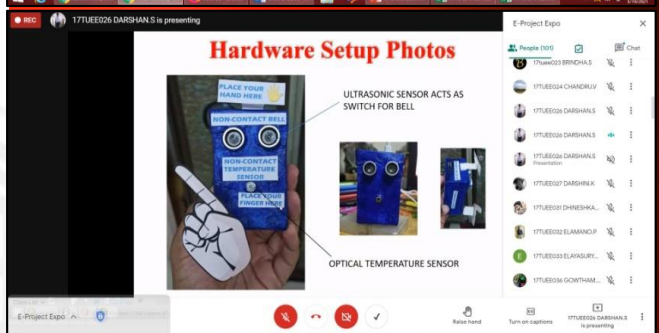 REC
17TUEE026 DARSHAN.S is presenting
Hardware Setup Photos
PLACE YOUR
HAND HERE
NON-CONTACT BELL
NON-CONTACT
TEMPERATURE
SENSOR
PLACE YOUR
FINGER HERE
ULTRASONIC SENSOR ACTS AS
SWITCH FOR BELL
OPTICAL TEMPERATURE SENSOR
E-Project Expo
People (101)
Chat
17tuee023 BRINDHA.S
17TUEE024 CHANDRU.V
17TUEE026 DARSHAN.S
17TUEE026 DARSHAN.S
17TUEE026 DARSHAN.S
Presentation
17TUEE027 DARSHINI.K
17TUEE031 DHINESHKA...
17TUEE032 ELAMANO.P
17TUEE033 ELAYASURY...
17TUEE036 GOWTHAM...
E-Project Expo
Raise hand
Turn on captions
17TUEE026 DARSHAN.S
is presenting